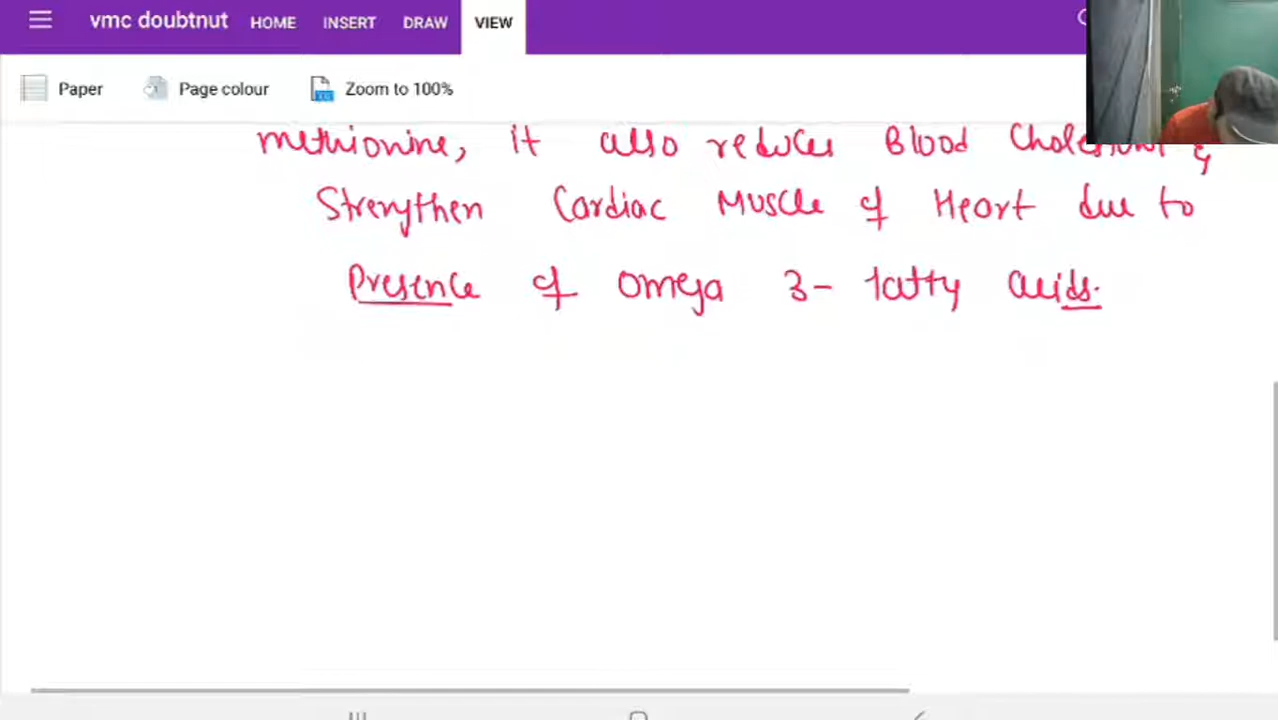 vmc doubtnut HOME INSERT DRAW VIEW
Paper Page colour Zoom to 100%
methionine, it also reduces Blood
Strengthen Cardiac Muscle of Heart due to
Presence of omega 3- fatty acids.